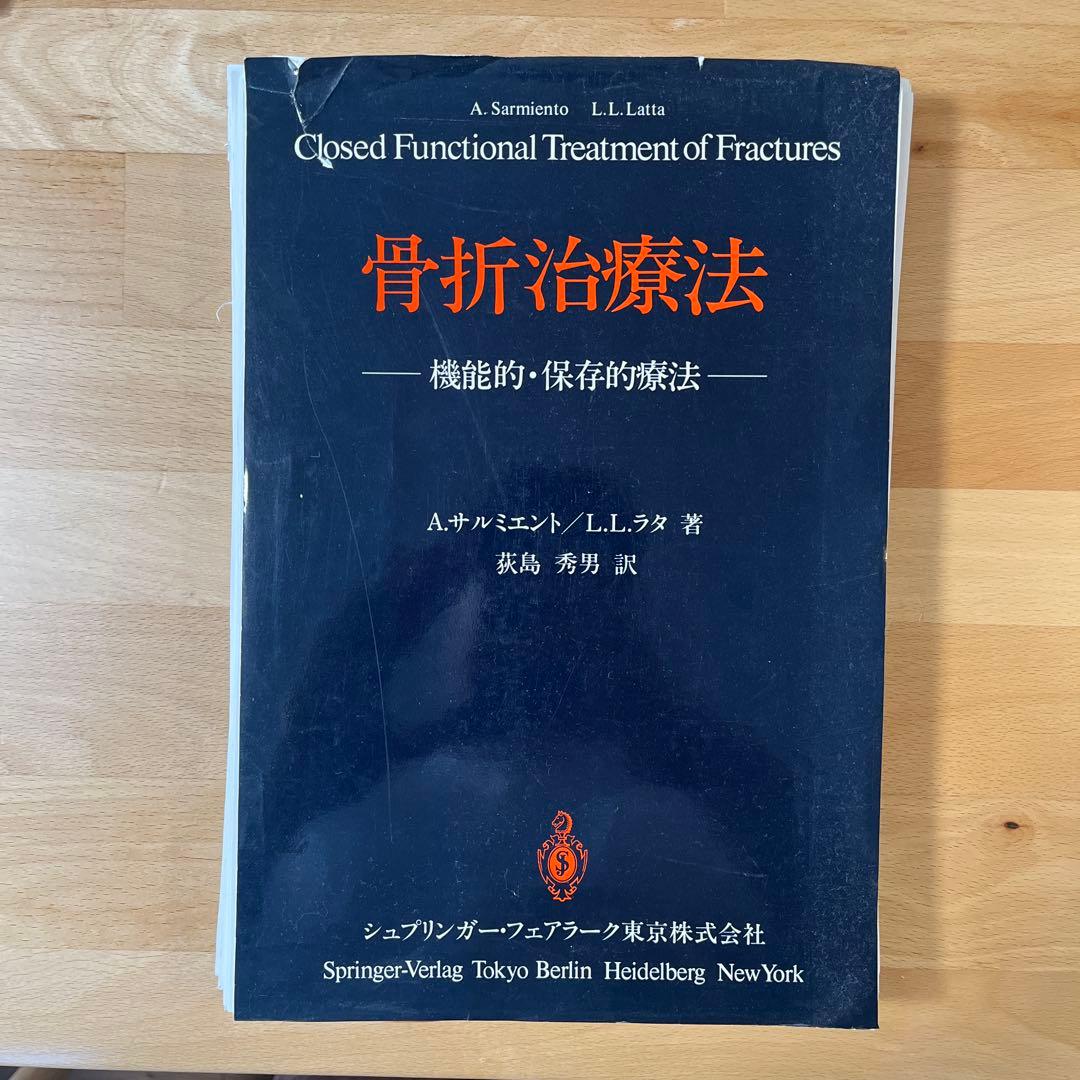 A. Sarmiento L.L.Latta
Closed Functional Treatment of Fractures
骨折治療法
—機能的・保存的療法—
A.サルミエント／L.L.ラタ 著
荻島 秀男 訳
シュプリンガー・フェアラーク東京株式会社
Springer-Verlag Tokyo Berlin Heidelberg New York